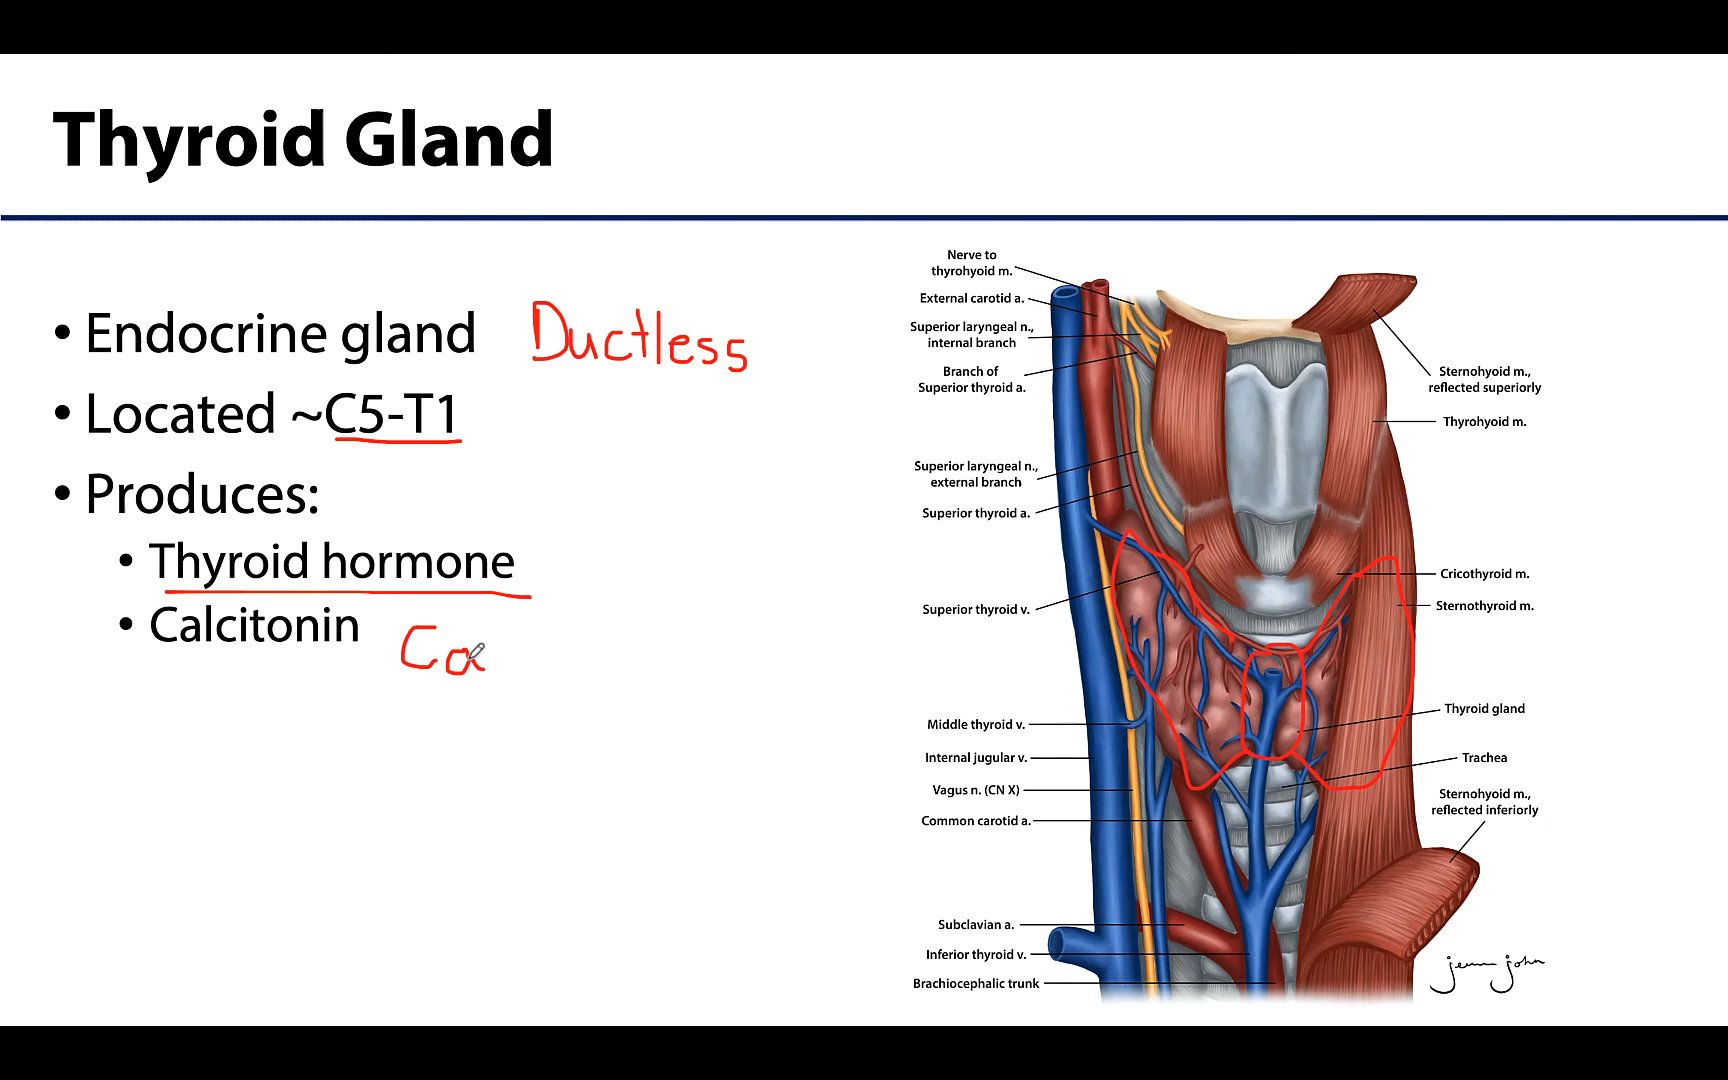 Thyroid Gland
• Endocrine gland Ductless
• Located ~C5-T1
• Produces:
• Thyroid hormone
• Calcitonin Ca
Nerve to
thyrohyoid m.
External carotid a.
Superior laryngeal n.,
internal branch
Branch of
Superior thyroid a.
Superior laryngeal n.,
external branch
Superior thyroid a.
Superior thyroid v.
Middle thyroid v.
Internal jugular v.
Vagus n. (CN X)
Common carotid a.
Subclavian a.
Inferior thyroid v.
Brachiocephalic trunk
Sternohyoid m.,
reflected superiorly
Thyrohyoid m.
Cricothyroid m.
Sternothyroid m.
Thyroid gland
Trachea
Sternohyoid m.,
reflected inferiorly
jenn john